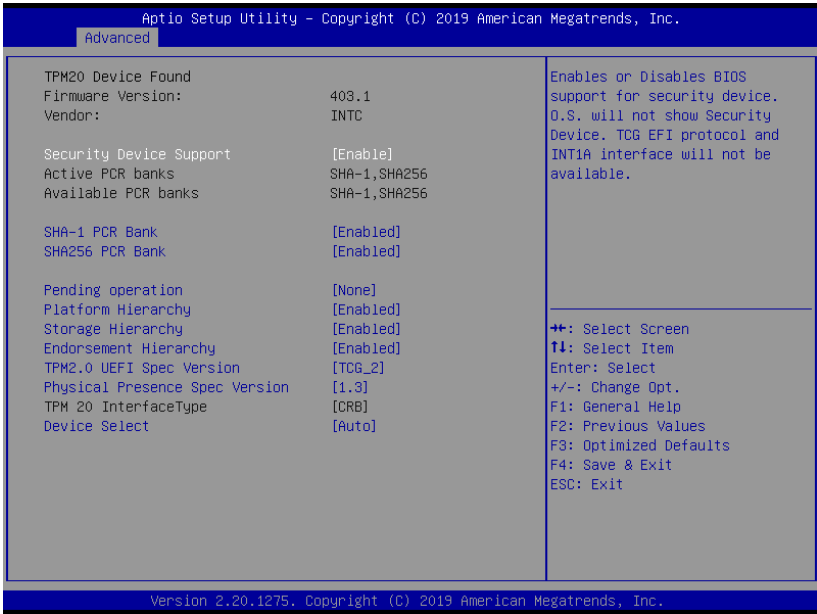 Aptio Setup Utility – Copyright (C) 2019 American Megatrends, Inc.
Advanced
TPM20 Device Found
Firmware Version: 403.1
Vendor: INTC
Security Device Support [Enable]
Active PCR banks SHA-1,SHA256
Available PCR banks SHA-1,SHA256
SHA-1 PCR Bank [Enabled]
SHA256 PCR Bank [Enabled]
Pending operation [None]
Platform Hierarchy [Enabled]
Storage Hierarchy [Enabled]
Endorsement Hierarchy [Enabled]
TPM2.0 UEFI Spec Version [TCG_2]
Physical Presence Spec Version [1.3]
TPM 20 InterfaceType [CRB]
Device Select [Auto]
Enables or Disables BIOS
support for security device.
O.S. will not show Security
Device. TCG EFI protocol and
INT1A interface will not be
available.
→←: Select Screen
↑↓: Select Item
Enter: Select
+/-: Change Opt.
F1: General Help
F2: Previous Values
F3: Optimized Defaults
F4: Save & Exit
ESC: Exit
Version 2.20.1275. Copyright (C) 2019 American Megatrends, Inc.